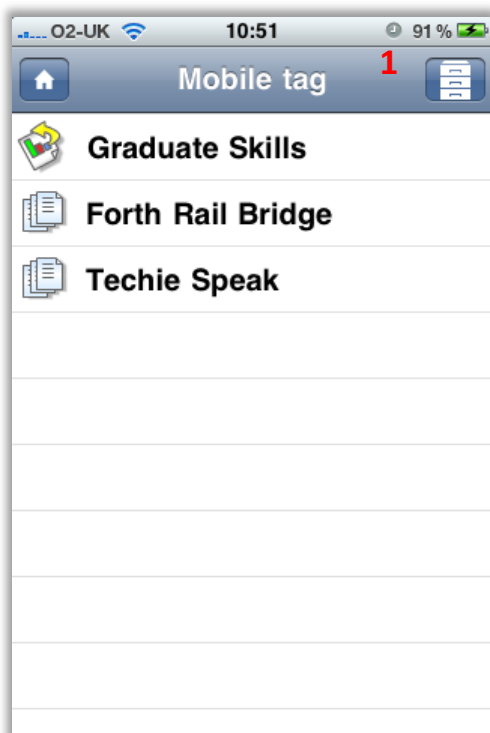 O2-UK 10:51 91 %
Mobile tag 1
Graduate Skills
Forth Rail Bridge
Techie Speak